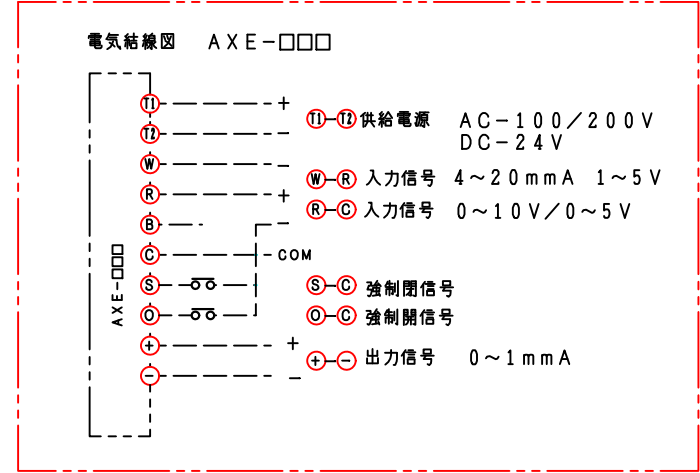 電気結線図 AXE-□□□
T1 +
T1-T2 供給電源 AC-100/200V
DC-24V
T2 -
W -
W-R 入力信号 4~20mmA 1~5V
R +
R-C 入力信号 0~10V/0~5V
B -
C COM
AXE-□□□
S
S-C 強制閉信号
O
O-C 強制開信号
+ +
+-- 出力信号 0~1mmA
- -